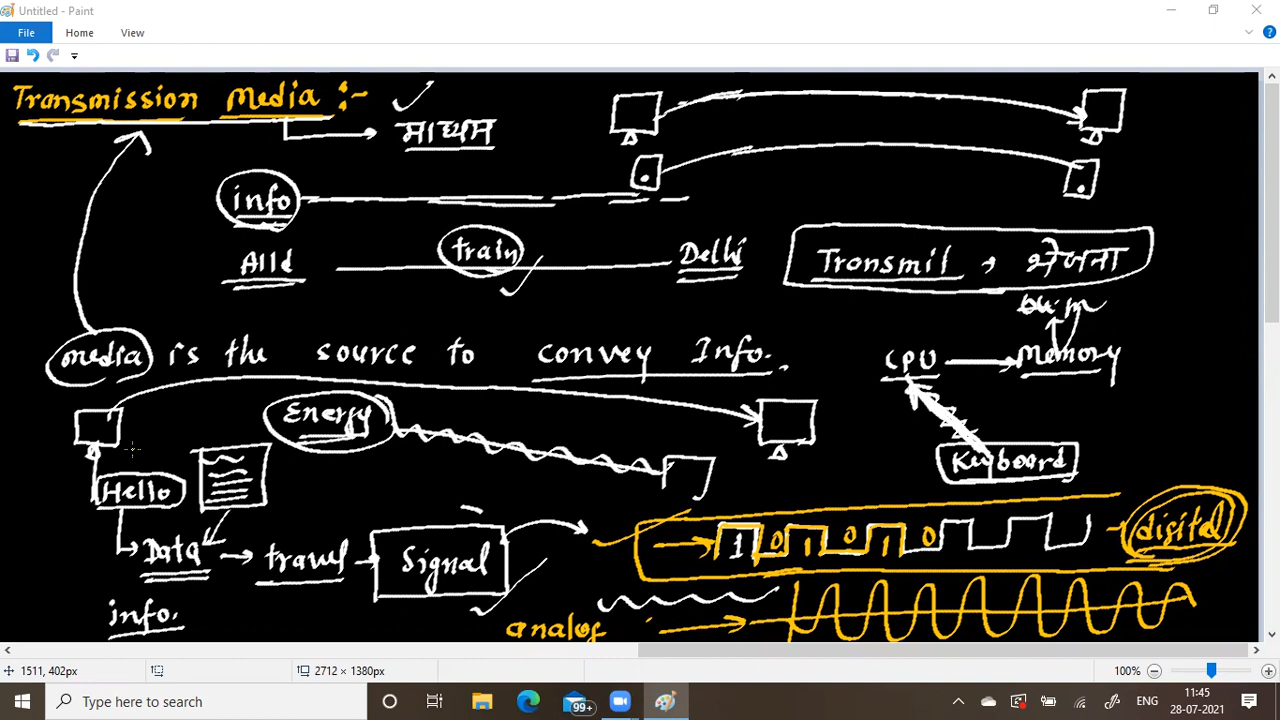 Untitled - Paint
File Home View
Transmission Media :-
माध्यम
info
Alld train Delhi
Transmil → भेजना
media is the source to convey Info.
CPU → Memory
Energy
Keyboard
Hello
Data → travel → Signal
1 0 1 0 1 0
digital
info.
analog
1511, 402px 2712 × 1380px 100%
Type here to search
99+
ENG
11:45
28-07-2021